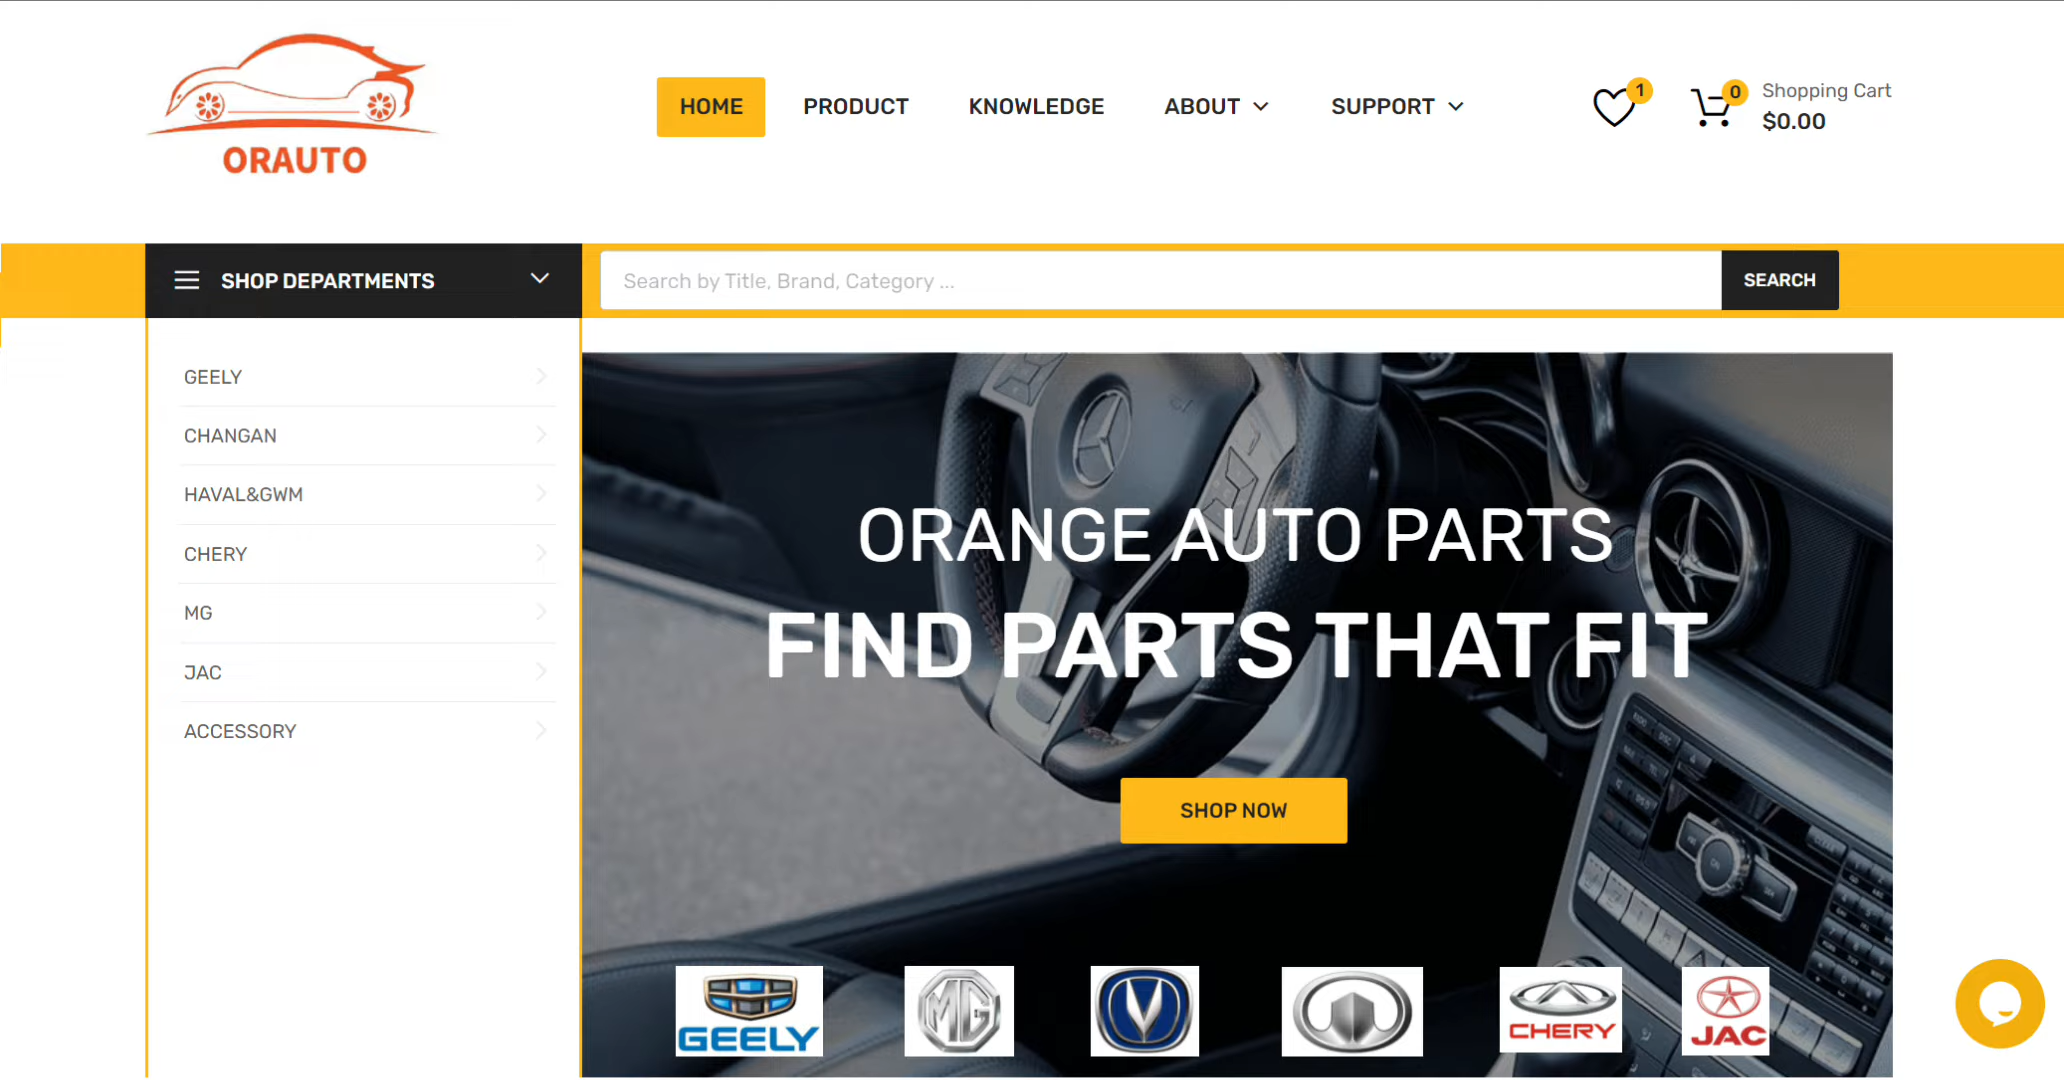 ORAUTO
HOME
PRODUCT
KNOWLEDGE
ABOUT
SUPPORT
1
0
Shopping Cart
$0.00
SHOP DEPARTMENTS
Search by Title, Brand, Category ...
SEARCH
GEELY
CHANGAN
HAVAL&GWM
CHERY
MG
JAC
ACCESSORY
ORANGE AUTO PARTS
FIND PARTS THAT FIT
SHOP NOW
GEELY
MG
CHERY
JAC